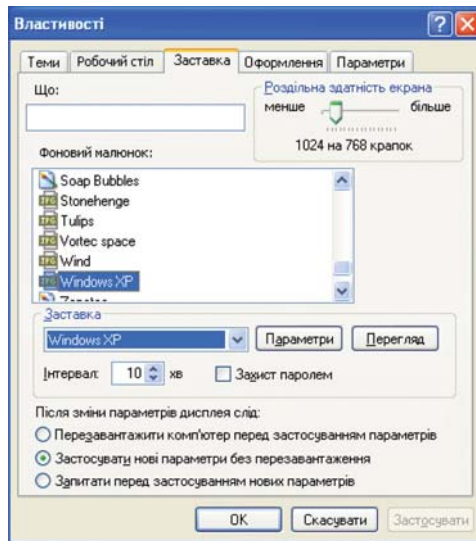 Властивості
Теми Робочий стіл Заставка Оформлення Параметри
Що:
Роздільна здатність екрана
менше більше
1024 на 768 крапок
Фоновий малюнок:
Soap Bubbles
Stonehenge
Tulips
Vortec space
Wind
Windows XP
Заставка
Windows XP Параметри Перегляд
Інтервал: 10 хв Захист паролем
Після зміни параметрів дисплея слід:
Перезавантажити комп'ютер перед застосуванням параметрів
Застосувати нові параметри без перезавантаження
Запитати перед застосуванням нових параметрів
OK Скасувати Застосувати